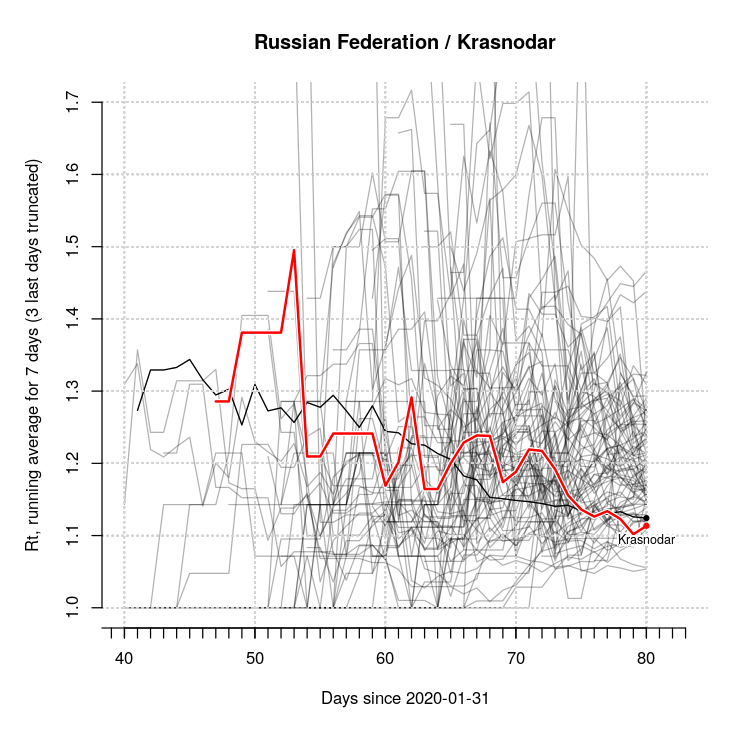 Russian Federation / Krasnodar
Rt, running average for 7 days (3 last days truncated)
1.7
1.6
1.5
1.4
1.3
1.2
1.1
1.0
Krasnodar
40 50 60 70 80
Days since 2020-01-31